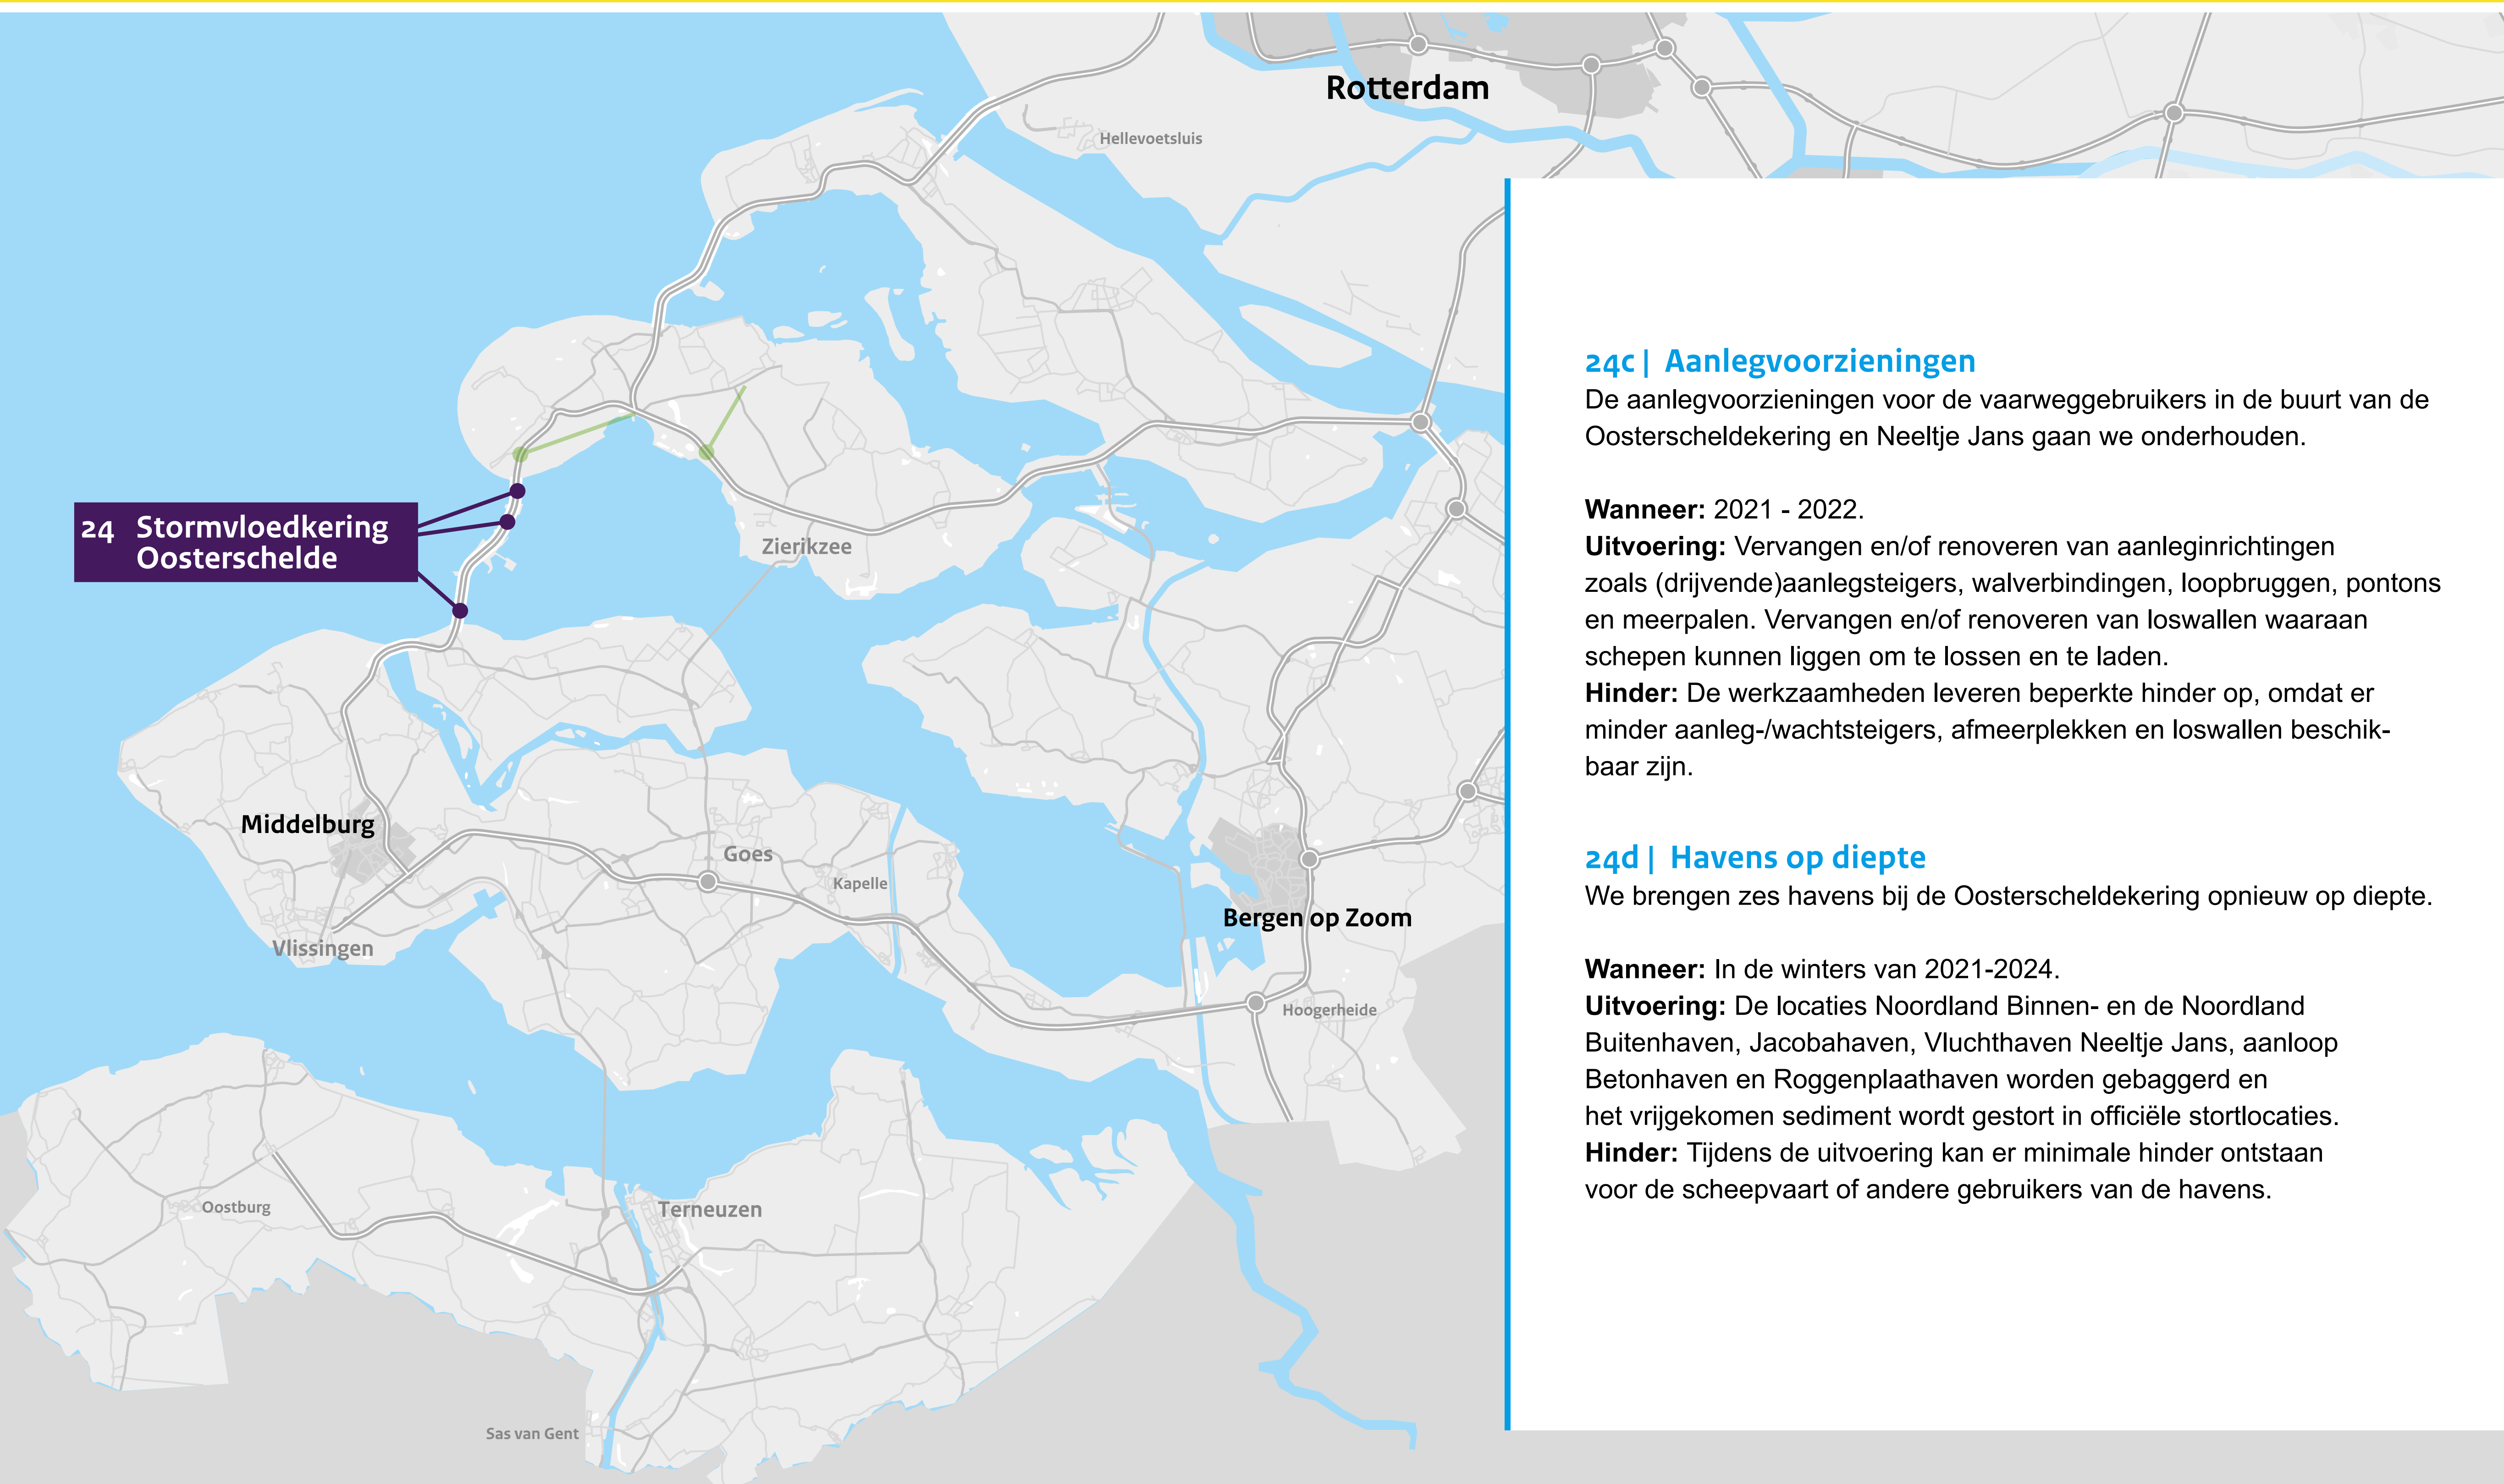 Rotterdam
Hellevoetsluis
24 Stormvloedkering
Oosterschelde
Zierikzee
Middelburg
Goes
Kapelle
Bergen op Zoom
Vlissingen
Hoogerheide
Oostburg
Terneuzen
Sas van Gent
24c | Aanlegvoorzieningen
De aanlegvoorzieningen voor de vaarweggebruikers in de buurt van de
Oosterscheldekering en Neeltje Jans gaan we onderhouden.
Wanneer: 2021 - 2022.
Uitvoering: Vervangen en/of renoveren van aanleginrichtingen
zoals (drijvende)aanlegsteigers, walverbindingen, loopbruggen, pontons
en meerpalen. Vervangen en/of renoveren van loswallen waaraan
schepen kunnen liggen om te lossen en te laden.
Hinder: De werkzaamheden leveren beperkte hinder op, omdat er
minder aanleg-/wachtsteigers, afmeerplekken en loswallen beschik-
baar zijn.
24d | Havens op diepte
We brengen zes havens bij de Oosterscheldekering opnieuw op diepte.
Wanneer: In de winters van 2021-2024.
Uitvoering: De locaties Noordland Binnen- en de Noordland
Buitenhaven, Jacobahaven, Vluchthaven Neeltje Jans, aanloop
Betonhaven en Roggenplaathaven worden gebaggerd en
het vrijgekomen sediment wordt gestort in officiële stortlocaties.
Hinder: Tijdens de uitvoering kan er minimale hinder ontstaan
voor de scheepvaart of andere gebruikers van de havens.